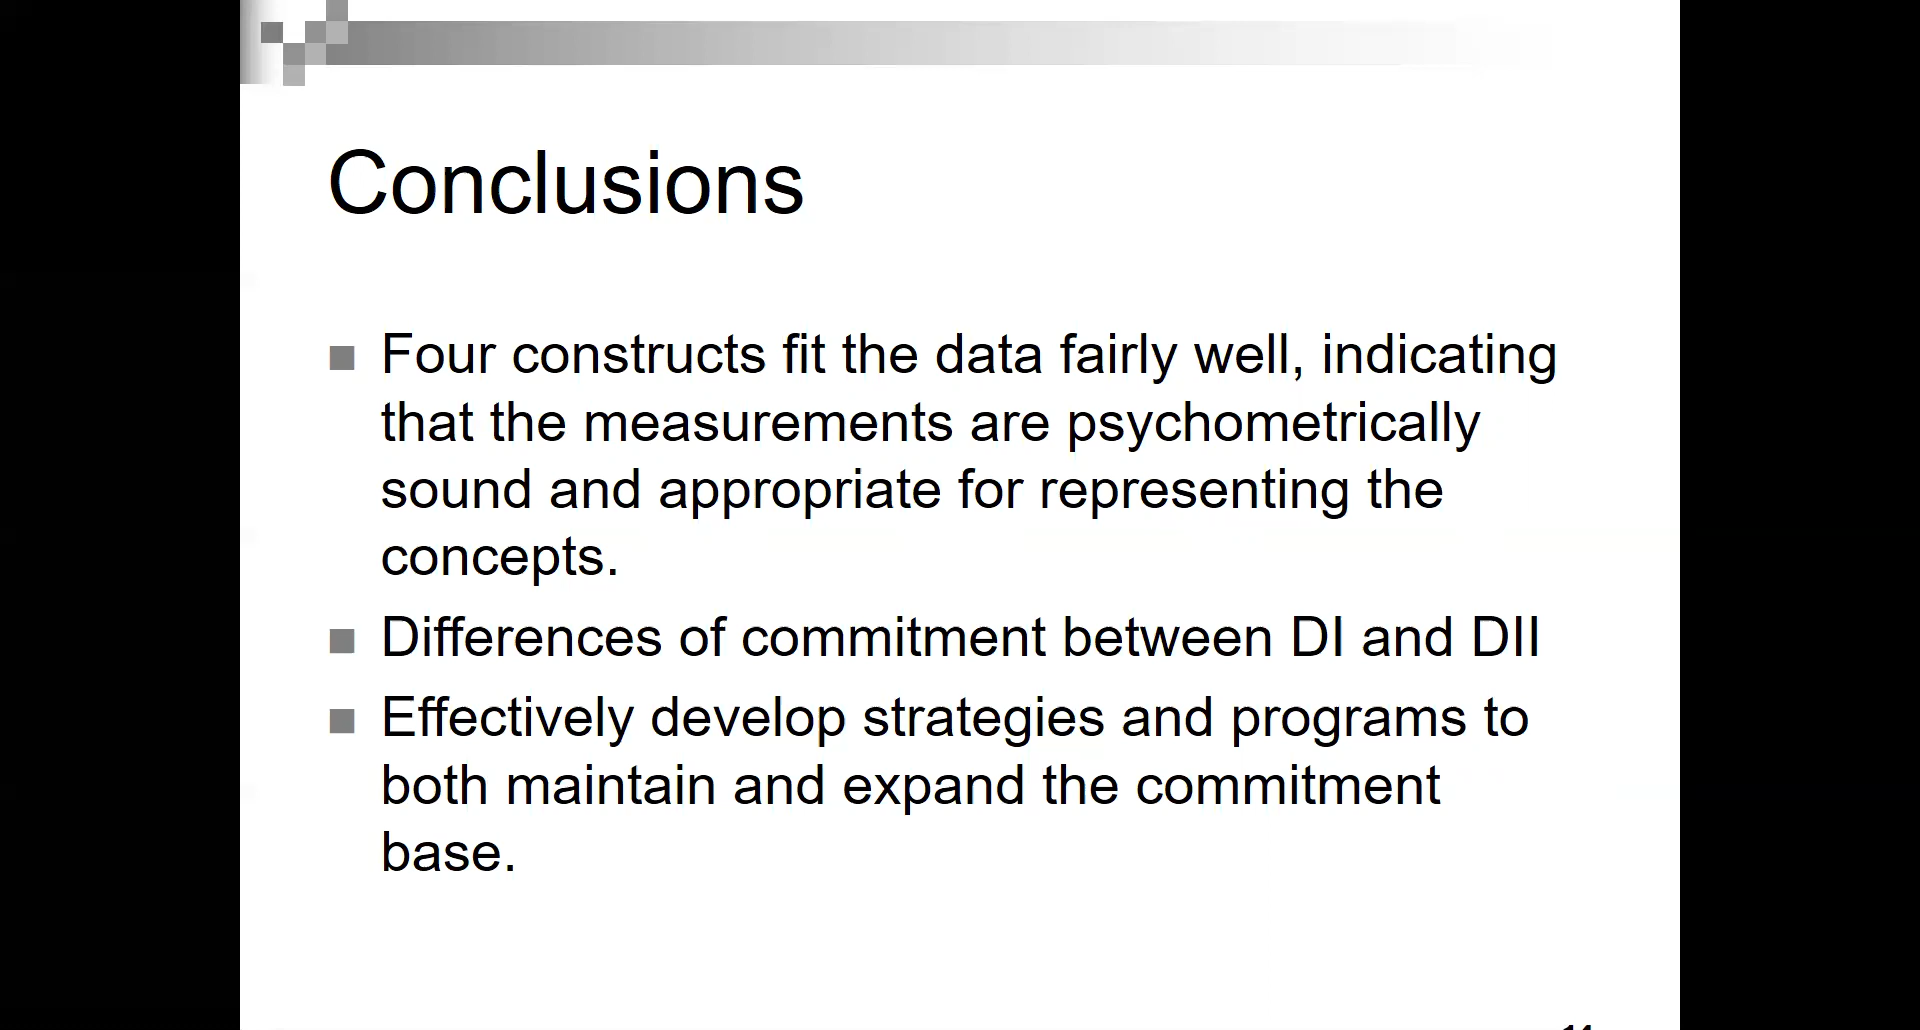 Conclusions
Four constructs fit the data fairly well, indicating
that the measurements are psychometrically
sound and appropriate for representing the
concepts.
Differences of commitment between DI and DII
Effectively develop strategies and programs to
both maintain and expand the commitment
base.